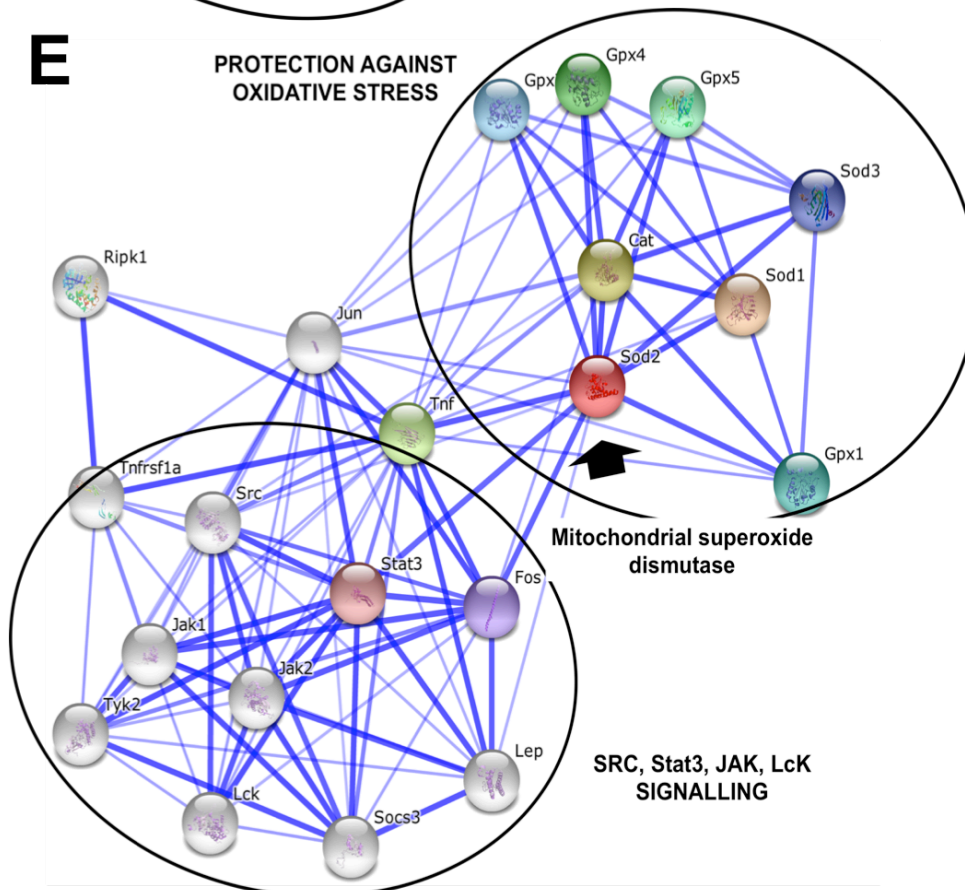 E
PROTECTION AGAINST
OXIDATIVE STRESS
Gpx
Gpx4
Gpx5
Sod3
Ripk1
Cat
Sod1
Jun
Sod2
Tnf
Tnfrsf1a
Src
Gpx1
Mitochondrial superoxide
dismutase
Stat3
Fos
Jak1
Jak2
Tyk2
Lep
SRC, Stat3, JAK, LcK
SIGNALLING
Lck
Socs3